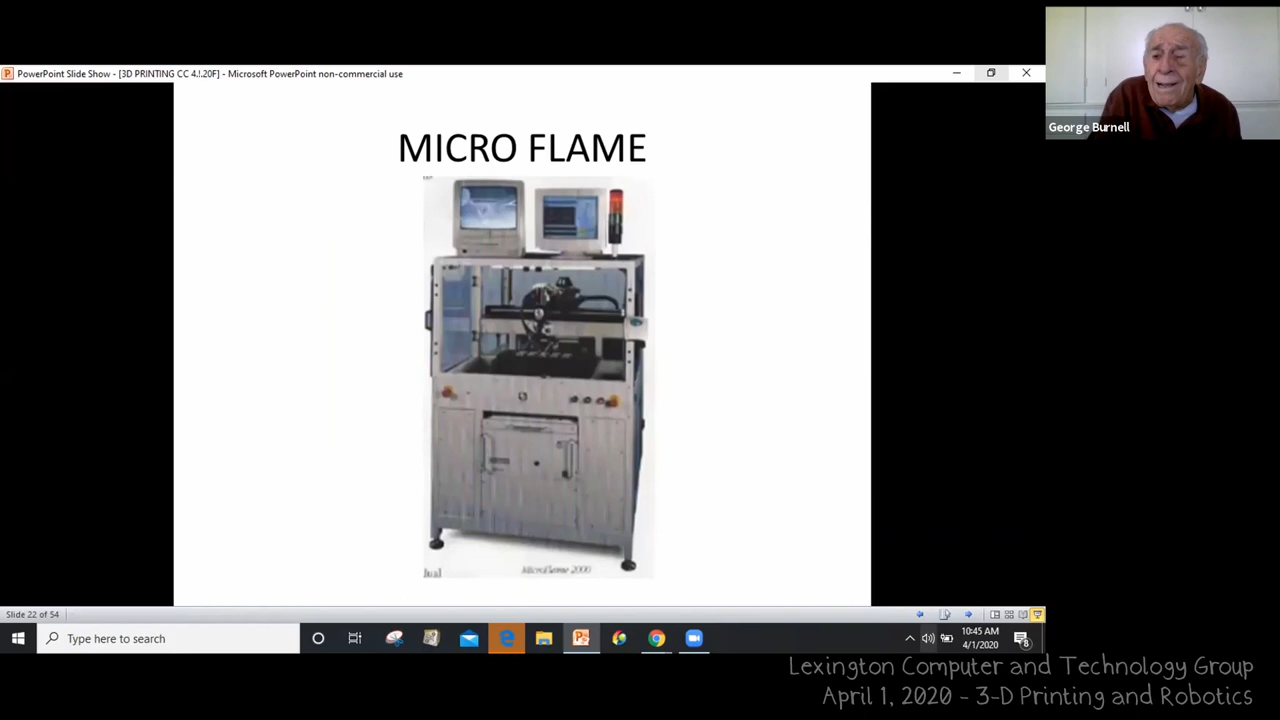 PowerPoint Slide Show - [3D PRINTING CC 4.!.20F] - Microsoft PowerPoint non-commercial use
George Burnell
MICRO FLAME
Dual
Microflame 2000
Slide 22 of 54
Type here to search
10:45 AM
4/1/2020
8
Lexington Computer and Technology Group
April 1, 2020 - 3-D Printing and Robotics